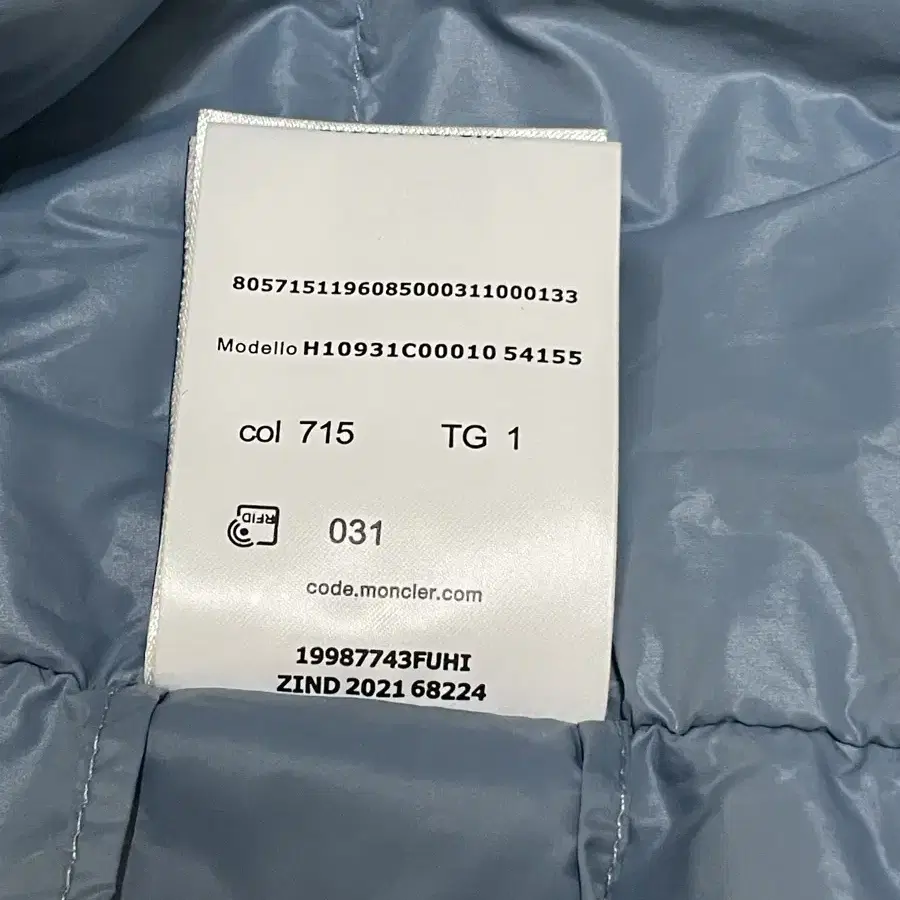 8057151196085000311000133
Modello H10931C00010 54155
col 715 TG 1
RFID 031
code.moncler.com
19987743FUHI
ZIND 2021 68224